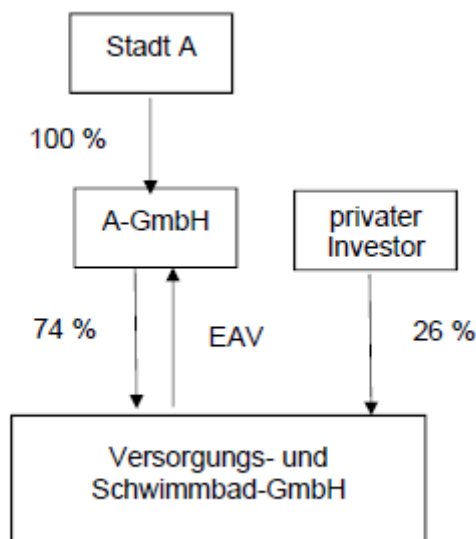 Stadt A
100 %
A-GmbH
privater
Investor
74 %
EAV
26 %
Versorgungs- und
Schwimmbad-GmbH